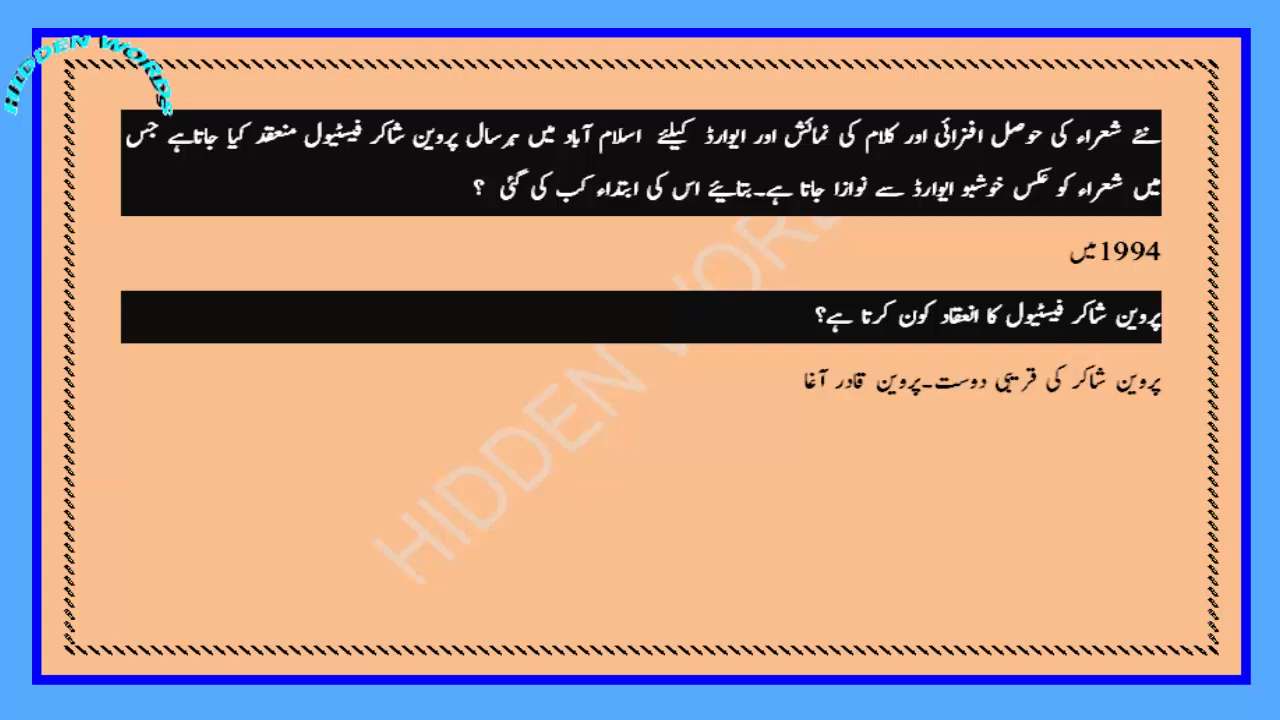 HIDDEN WORDS
نئے شعراء کی حوصل افزائی اور کلام کی نمائش اور ایوارڈ کیلئے اسلام آباد میں ہرسال پروین شاکر فیسٹیول منعقد کیا جاتاہے جس
میں شعراء کو عکس خوشبو ایوارڈ سے نوازا جاتا ہے۔بتایئے اس کی ابتداء کب کی گئی ؟
1994میں
پروین شاکر فیسٹیول کا انعقاد کون کرتا ہے؟
پروین شاکر کی قریبی دوست۔پروین قادر آغا
HIDDEN WORDS